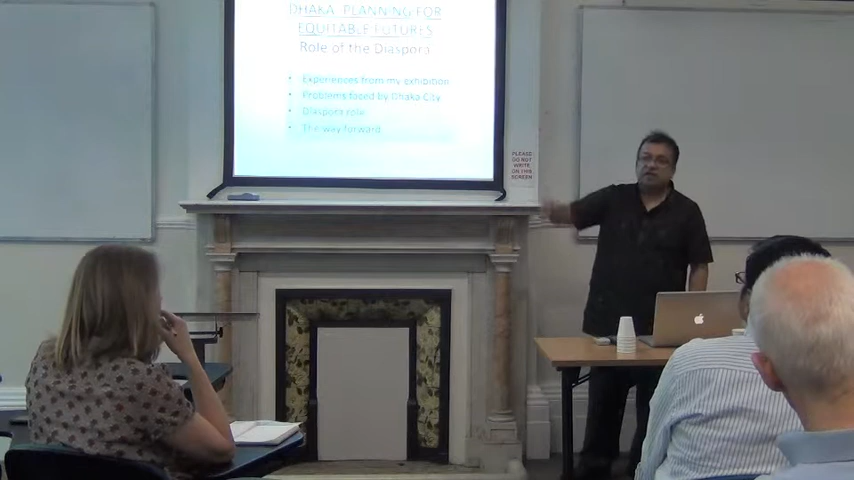 DHAKA PLANNING FOR
EQUITABLE FUTURES
Role of the Diaspora
• Experiences from my exhibition
• Problems faced by Dhaka City
• Diaspora role
• The way forward
PLEASE
DO NOT
WRITE
ON THIS
SCREEN